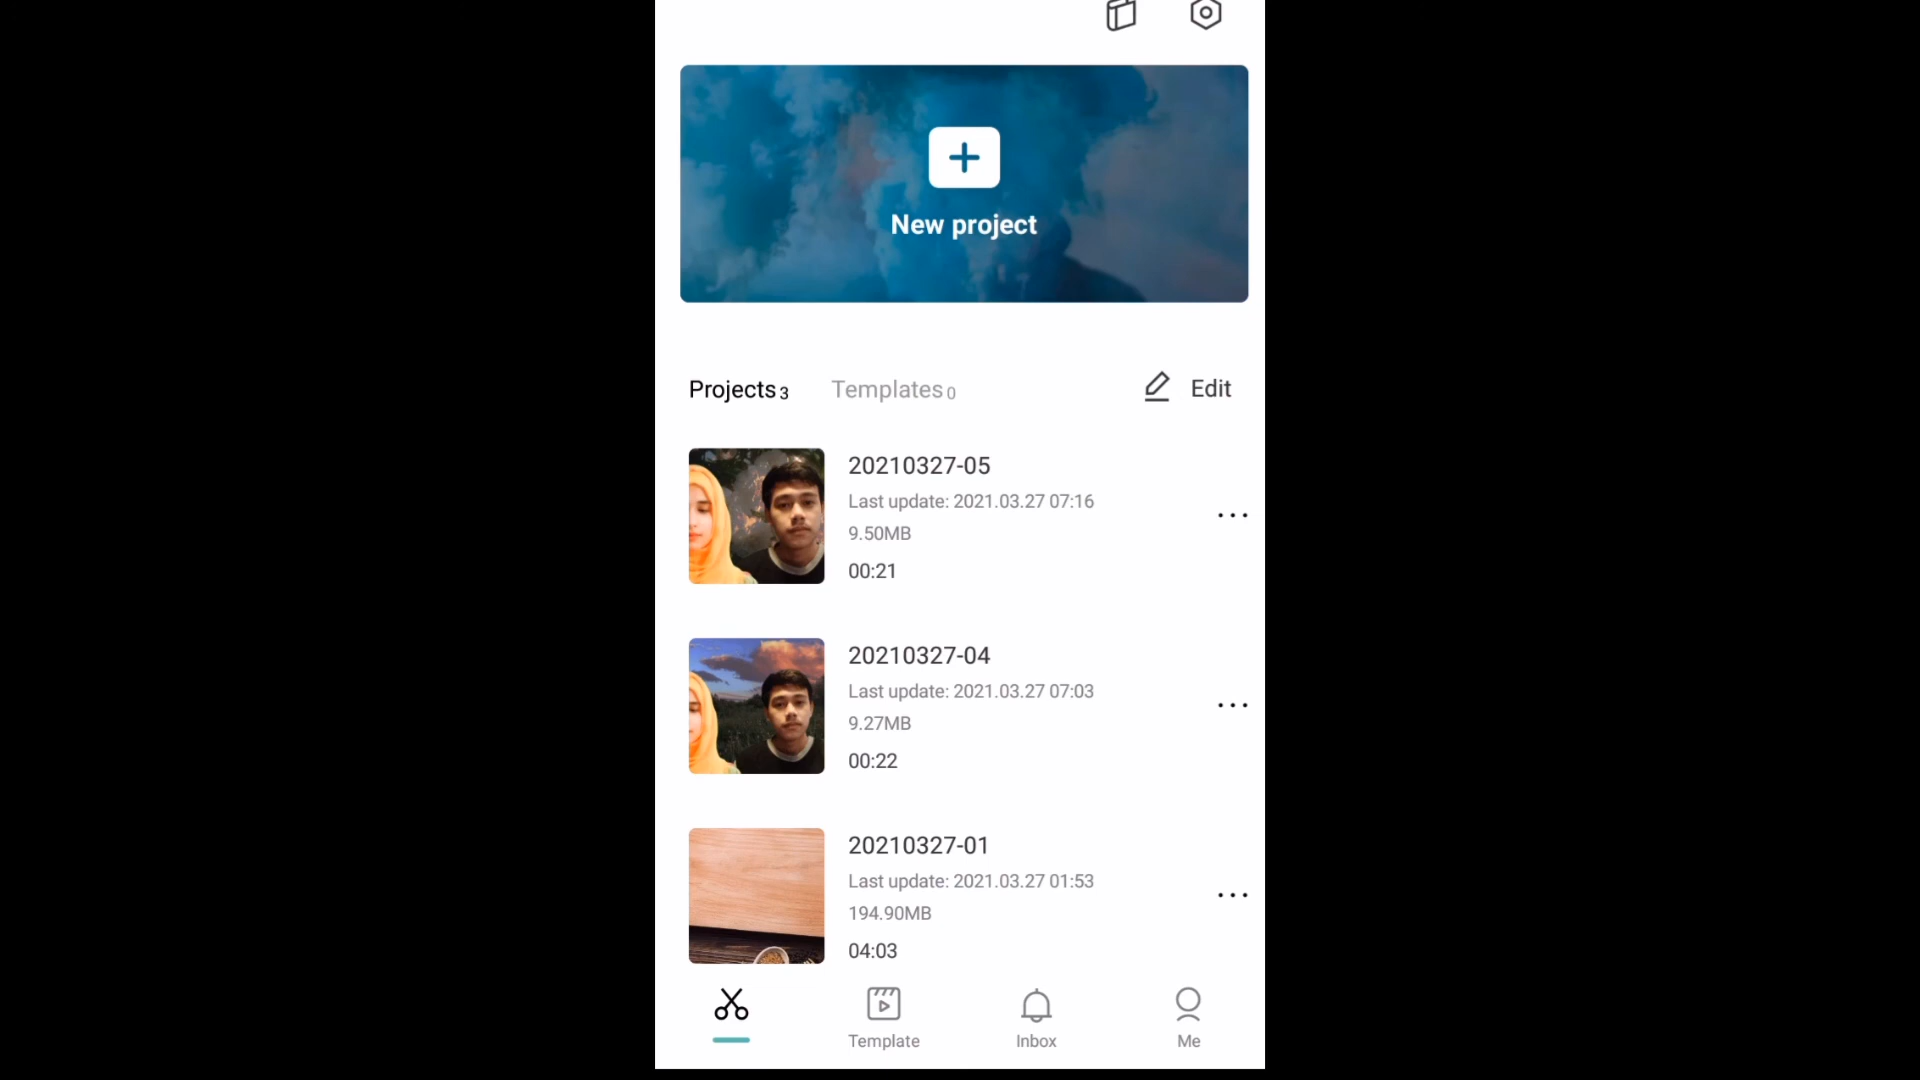 New project
Projects 3
Templates 0
Edit
20210327-05
Last update: 2021.03.27 07:16
9.50MB
00:21
20210327-04
Last update: 2021.03.27 07:03
9.27MB
00:22
20210327-01
Last update: 2021.03.27 01:53
194.90MB
04:03
Template
Inbox
Me